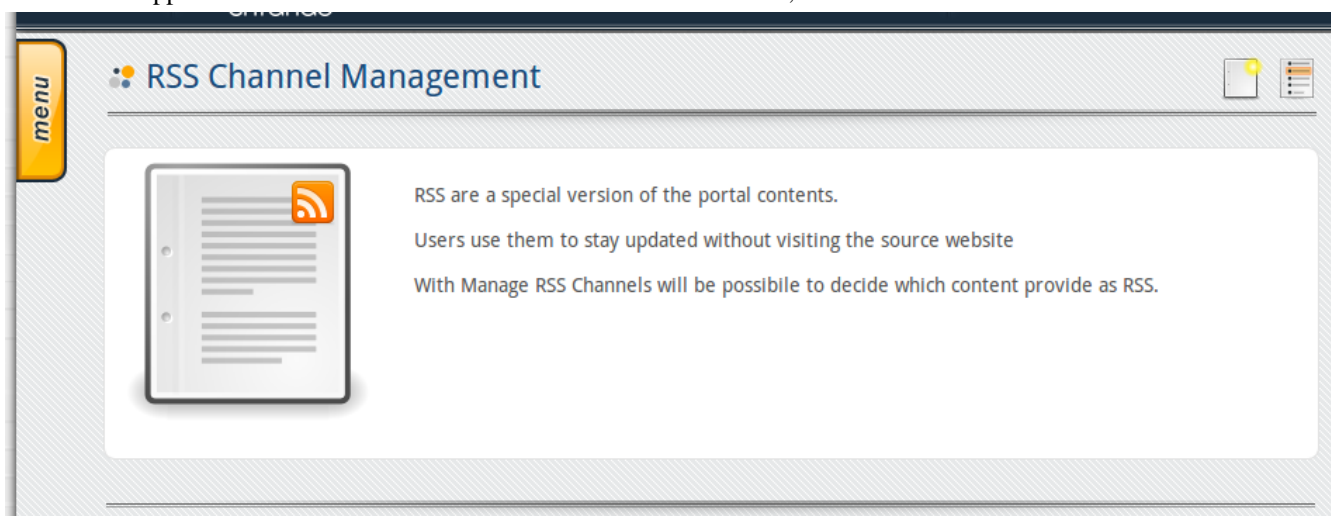 menu
RSS Channel Management
RSS are a special version of the portal contents.
Users use them to stay updated without visiting the source website
With Manage RSS Channels will be possibile to decide which content provide as RSS.